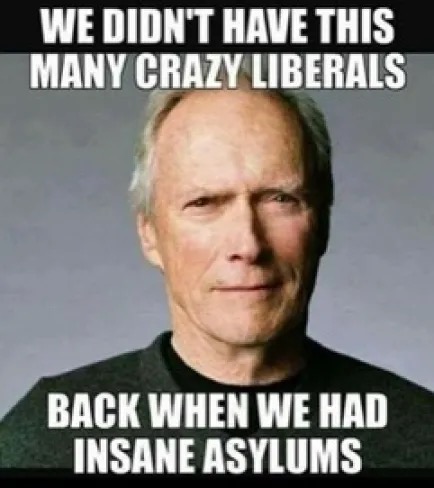 WE DIDN'T HAVE THIS
MANY CRAZY LIBERALS
BACK WHEN WE HAD
INSANE ASYLUMS